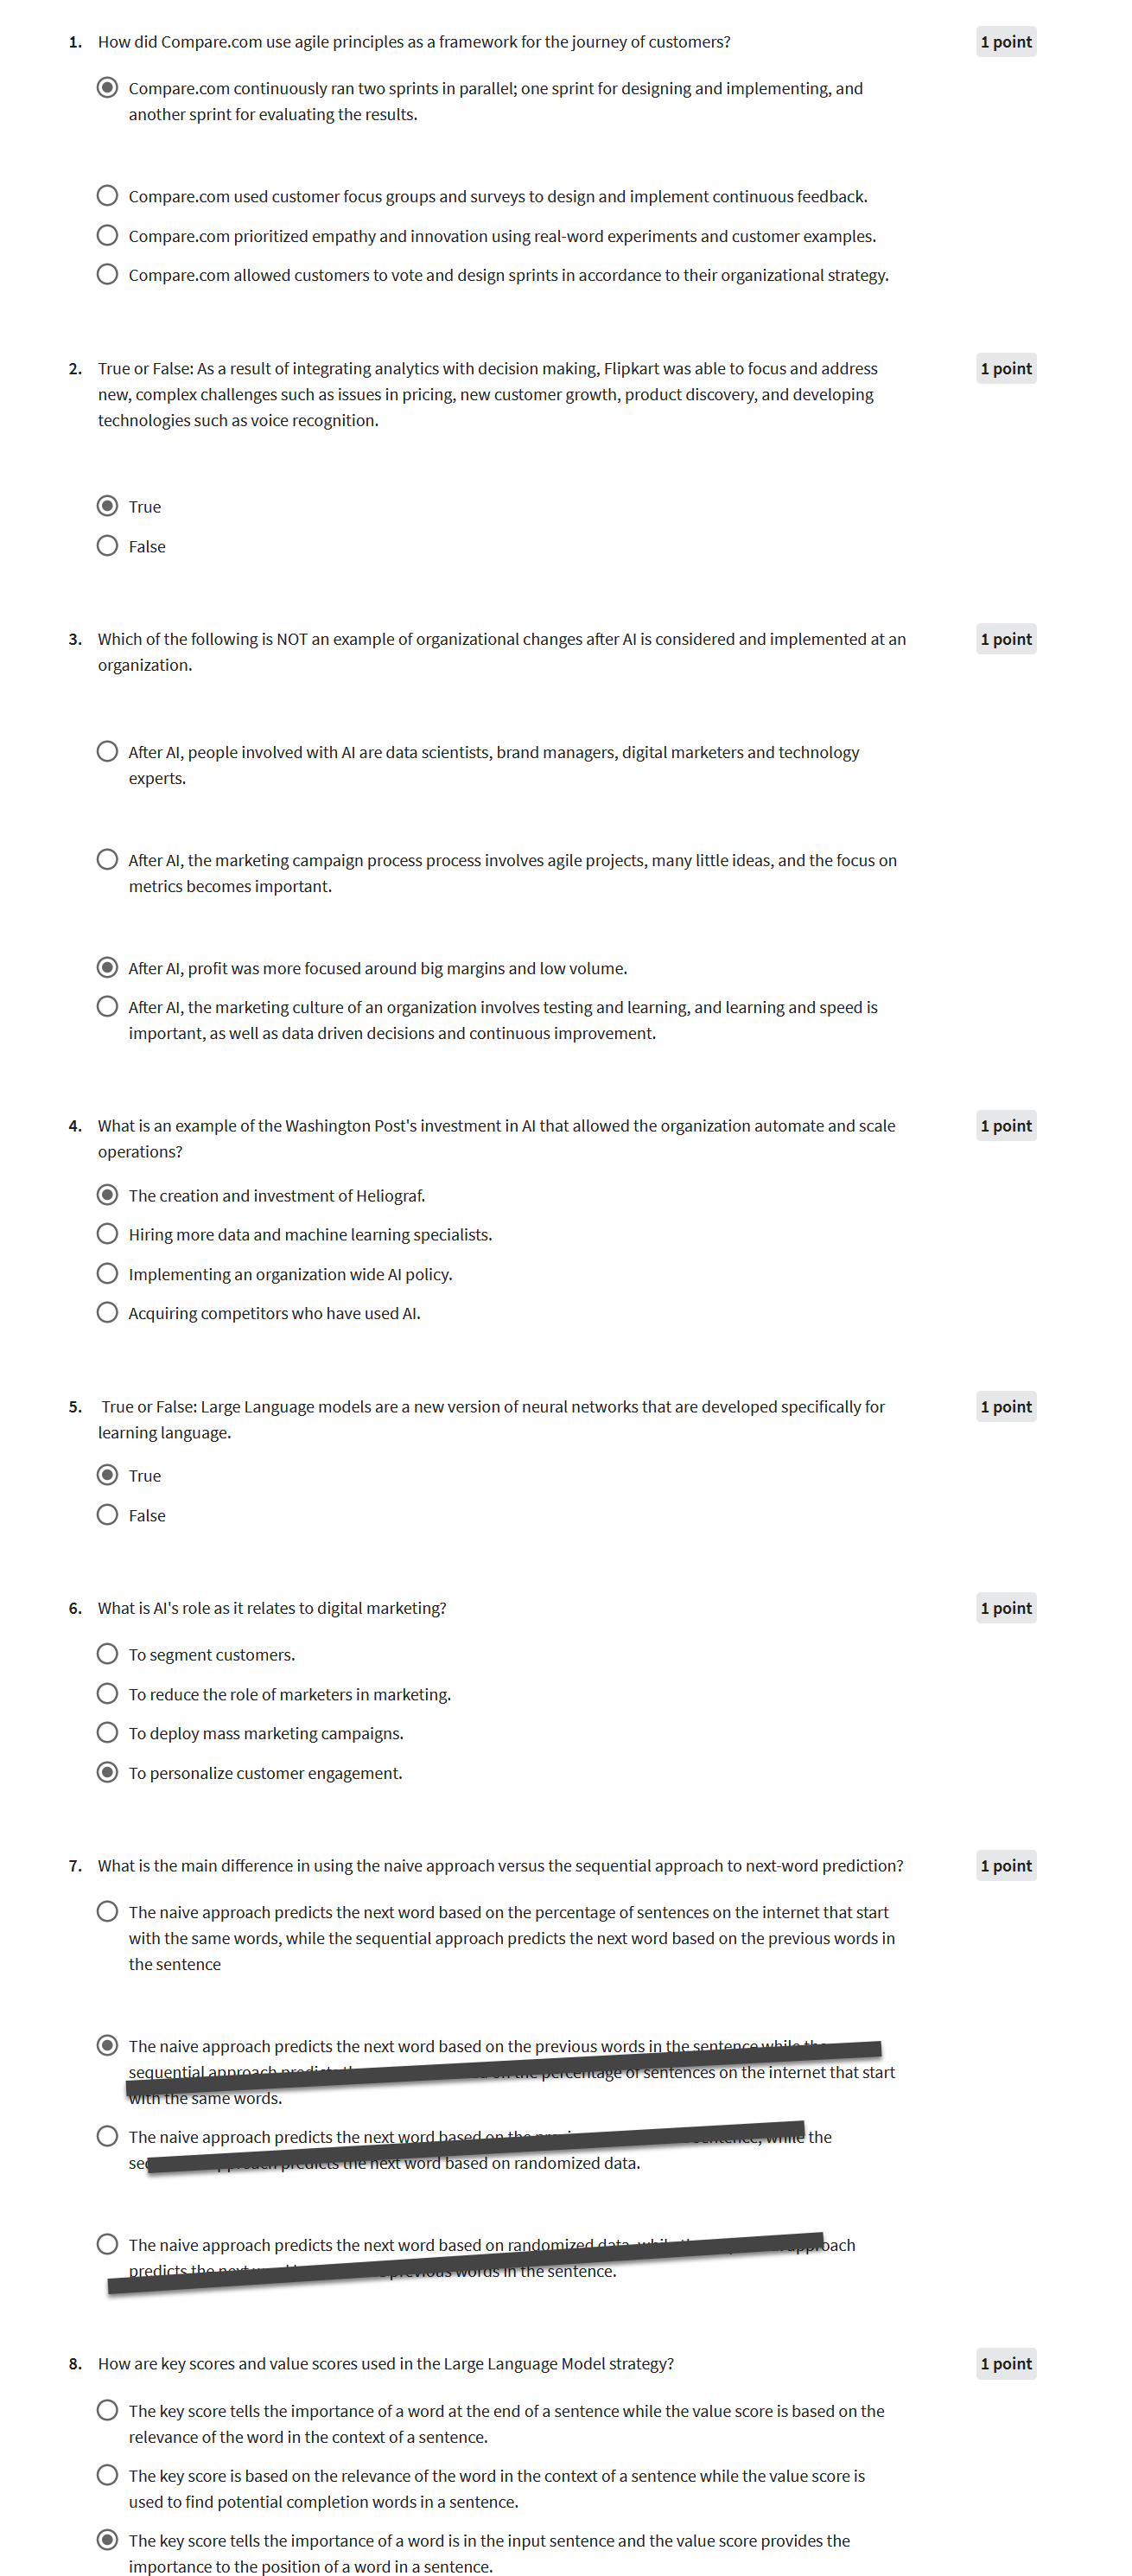 1. How did Compare.com use agile principles as a framework for the journey of customers?
1 point
Compare.com continuously ran two sprints in parallel; one sprint for designing and implementing, and
another sprint for evaluating the results.
Compare.com used customer focus groups and surveys to design and implement continuous feedback.
Compare.com prioritized empathy and innovation using real-word experiments and customer examples.
Compare.com allowed customers to vote and design sprints in accordance to their organizational strategy.
2. True or False: As a result of integrating analytics with decision making, Flipkart was able to focus and address
1 point
new, complex challenges such as issues in pricing, new customer growth, product discovery, and developing
technologies such as voice recognition.
True
False
3. Which of the following is NOT an example of organizational changes after AI is considered and implemented at an
1 point
organization.
After AI, people involved with AI are data scientists, brand managers, digital marketers and technology
experts.
After AI, the marketing campaign process process involves agile projects, many little ideas, and the focus on
metrics becomes important.
After AI, profit was more focused around big margins and low volume.
After AI, the marketing culture of an organization involves testing and learning, and learning and speed is
important, as well as data driven decisions and continuous improvement.
4. What is an example of the Washington Post's investment in AI that allowed the organization automate and scale
1 point
operations?
The creation and investment of Heliograf.
Hiring more data and machine learning specialists.
Implementing an organization wide AI policy.
Acquiring competitors who have used AI.
5. True or False: Large Language models are a new version of neural networks that are developed specifically for
1 point
learning language.
True
False
6. What is AI's role as it relates to digital marketing?
1 point
To segment customers.
To reduce the role of marketers in marketing.
To deploy mass marketing campaigns.
To personalize customer engagement.
7. What is the main difference in using the naive approach versus the sequential approach to next-word prediction?
1 point
The naive approach predicts the next word based on the percentage of sentences on the internet that start
with the same words, while the sequential approach predicts the next word based on the previous words in
the sentence
The naive approach predicts the next word based on the previous words in the sentence while
sequential approach percentage of sentences on the internet that start
with the same words.
The naive approach predicts the next word based on while the
predicts the next word based on randomized data.
The naive approach predicts the next word based on randomized data approach
predicts the previous words in the sentence.
8. How are key scores and value scores used in the Large Language Model strategy?
1 point
The key score tells the importance of a word at the end of a sentence while the value score is based on the
relevance of the word in the context of a sentence.
The key score is based on the relevance of the word in the context of a sentence while the value score is
used to find potential completion words in a sentence.
The key score tells the importance of a word is in the input sentence and the value score provides the
importance to the position of a word in a sentence.